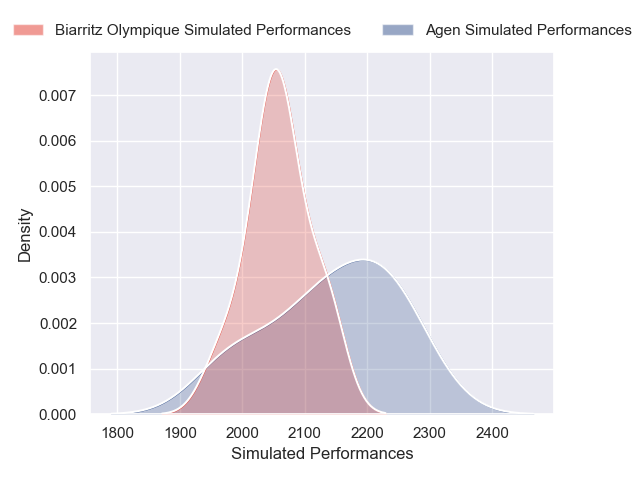 Biarritz Olympique Simulated Performances Agen Simulated Performances
0.007
0.006
0.005
0.004
0.003
0.002
0.001
0.000
Density
1800 1900 2000 2100 2200 2300 2400
Simulated Performances